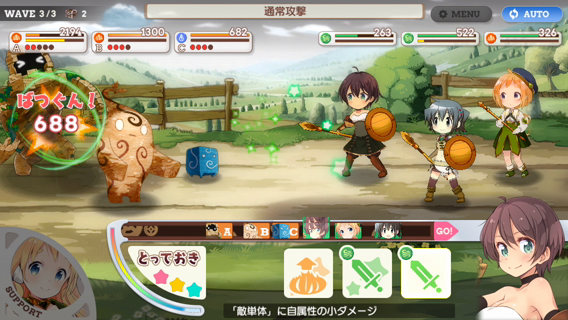 WAVE 3/3 2
通常攻撃
MENU
AUTO
2194
1300
682
263
522
326
A
B
C
ばつぐん!
688
A B C GO!
とっておき
SUPPORT
「敵単体」に自属性の小ダメージ